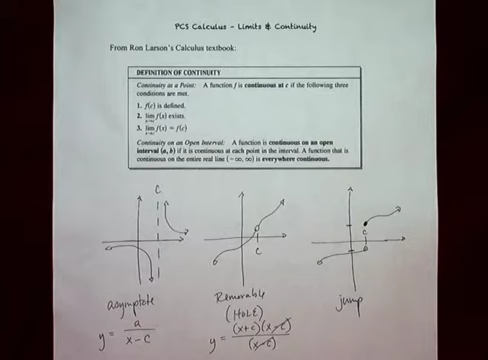 PCS Calculus – Limits & Continuity
From Ron Larson's Calculus textbook:
DEFINITION OF CONTINUITY
Continuity at a Point: A function f is continuous at c if the following three
conditions are met.
1. f(c) is defined.
2. lim f(x) exists.
x→c
3. lim f(x) = f(c)
x→c
Continuity on an Open Interval: A function is continuous on an open
interval (a, b) if it is continuous at each point in the interval. A function that is
continuous on the entire real line (−∞, ∞) is everywhere continuous.
C
C
C
asymptote
Removable
jump
(HOLE)
y = a / x − c
y = (x+c)(x−c) / (x−c)